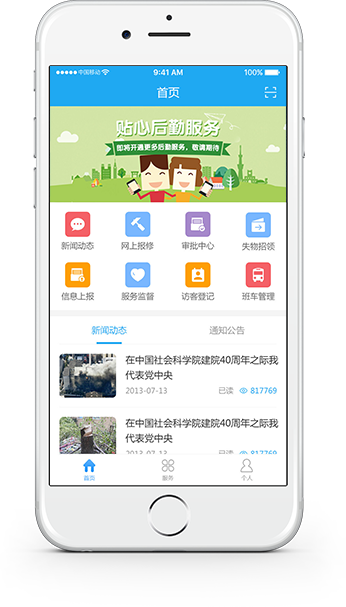 中国移动 9:41 AM 100%
首页
贴心后勤服务
即将开通更多后勤服务，敬请期待
新闻动态 网上报修 审批中心 失物招领
信息上报 服务监督 访客登记 班车管理
新闻动态 通知公告
在中国社会科学院建院40周年之际我
代表党中央
2013-07-13 已读 817769
在中国社会科学院建院40周年之际我
代表党中央
2013-07-13 已读 817769
首页 服务 个人